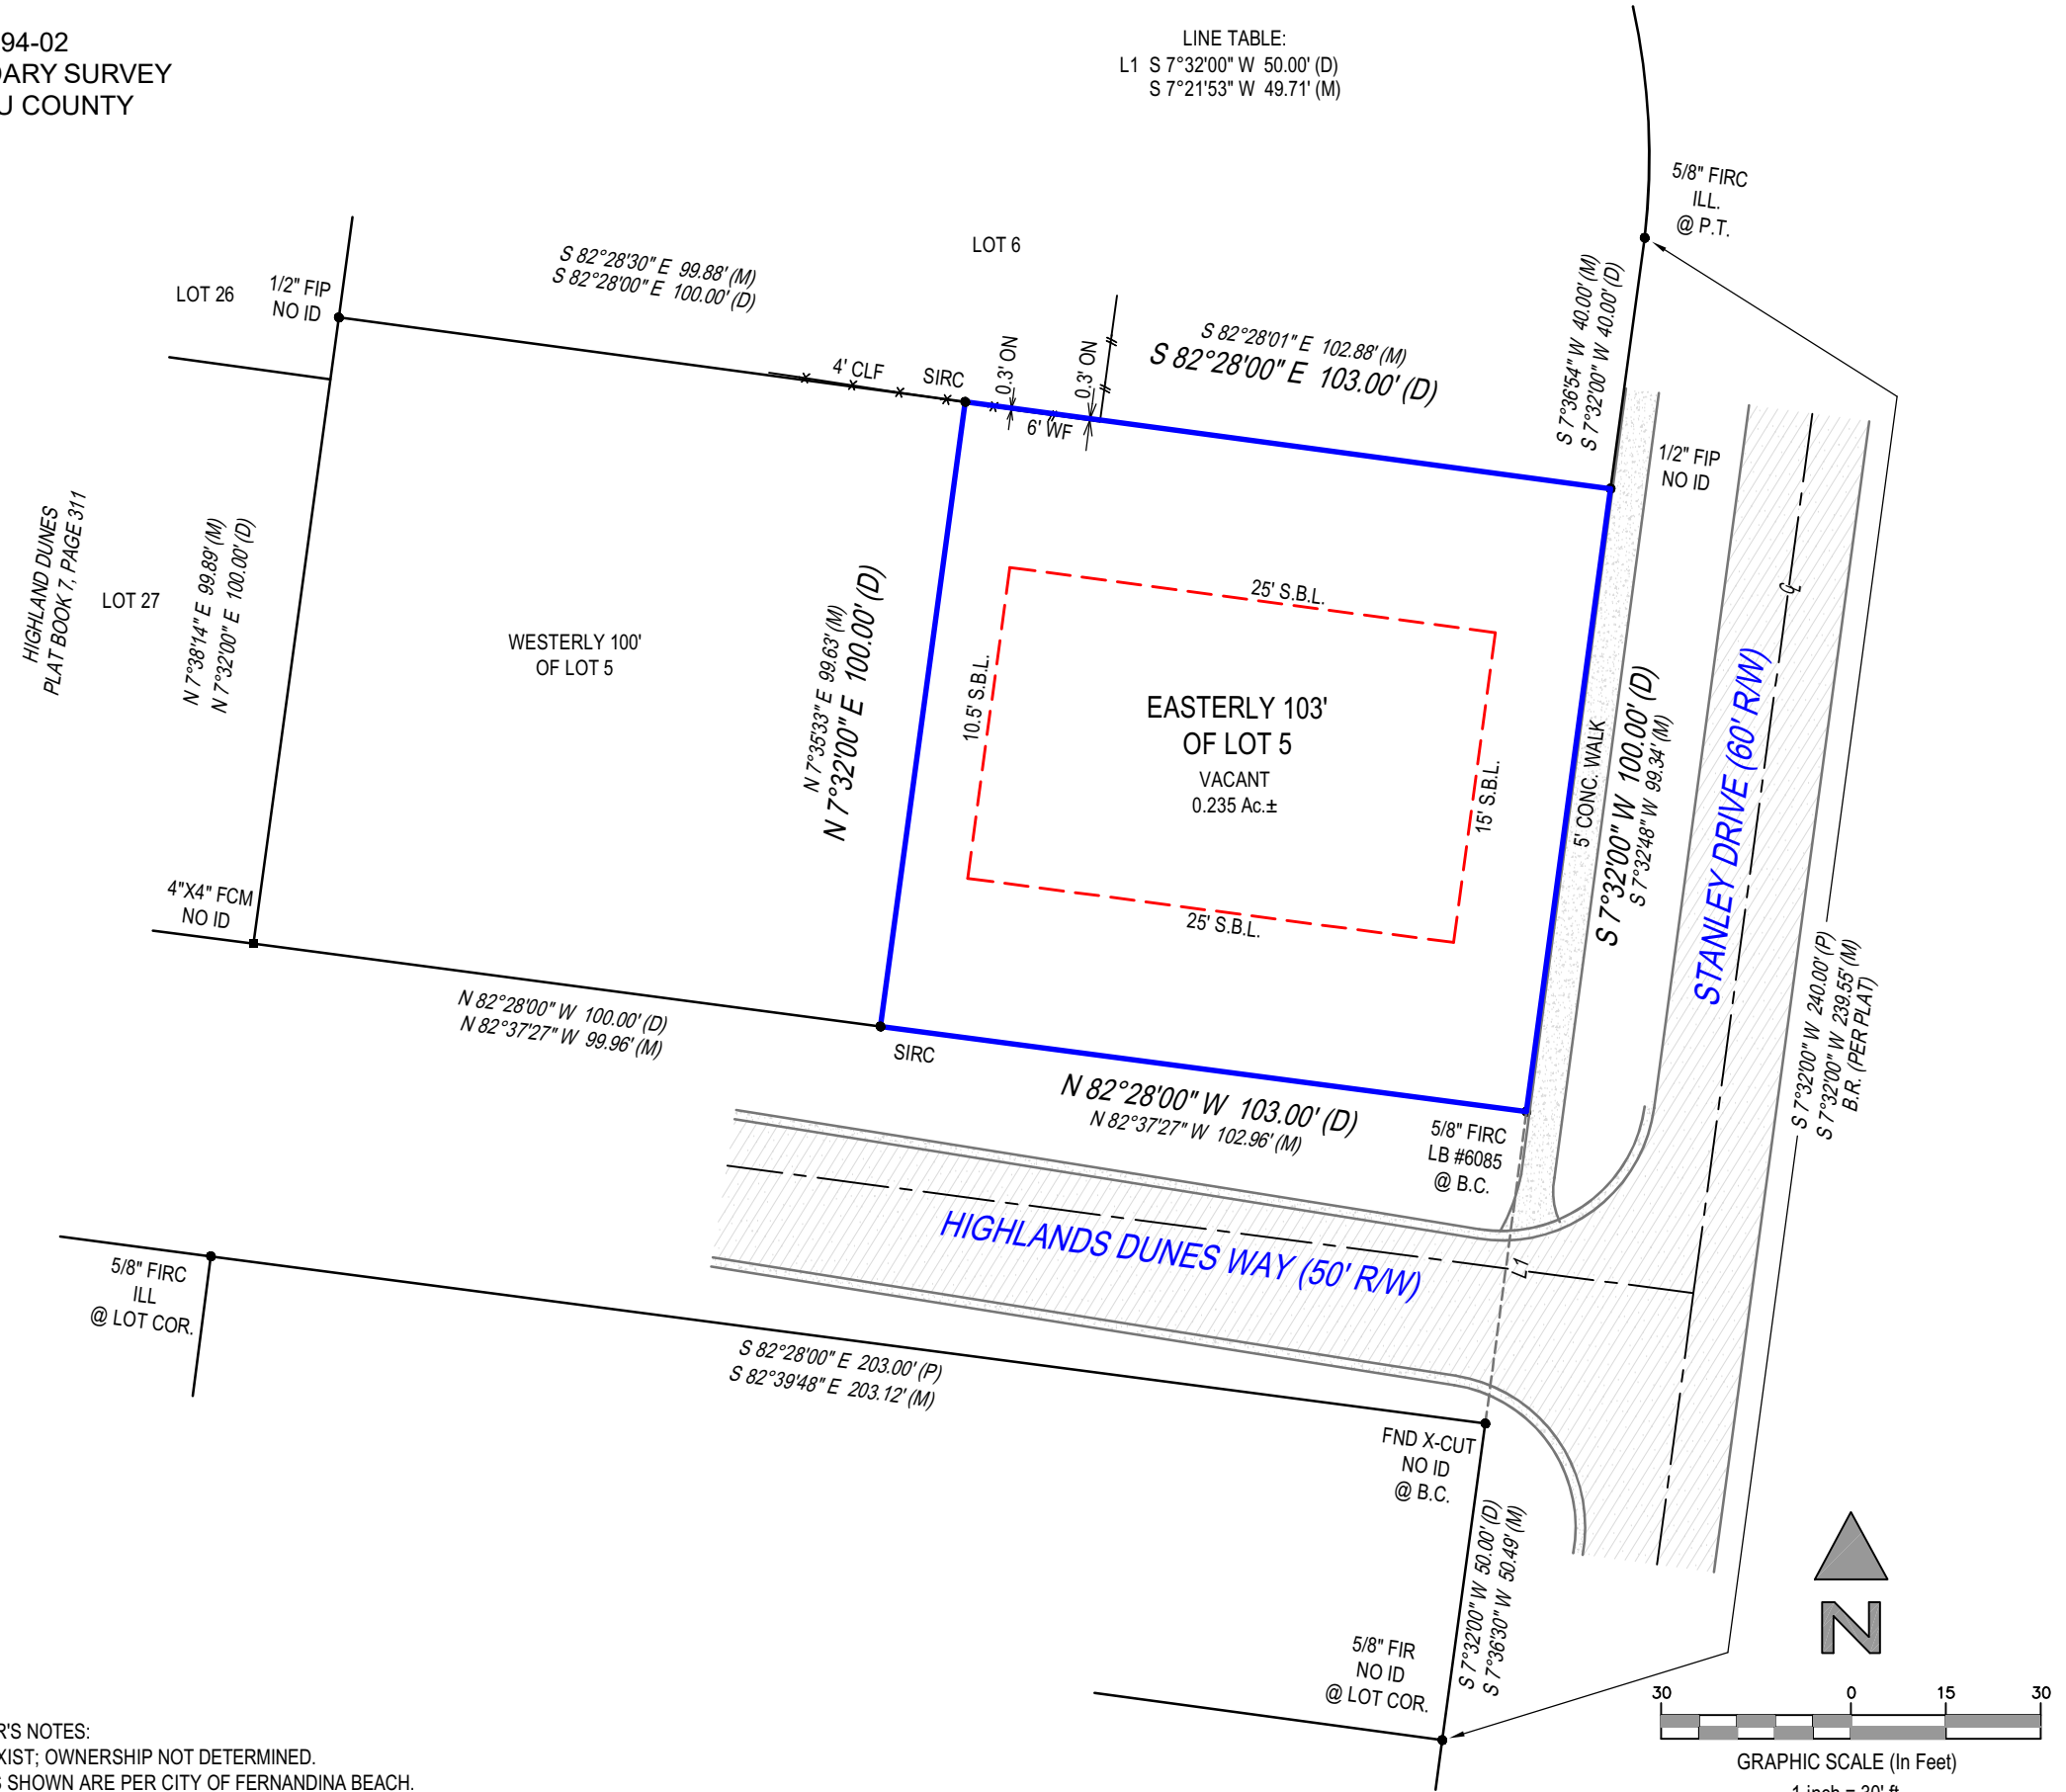 94-02
DARY SURVEY
U COUNTY
LINE TABLE:
L1 S 7°32'00" W 50.00' (D)
S 7°21'53" W 49.71' (M)
5/8" FIRC
ILL.
@ P.T.
LOT 26
1/2" FIP
NO ID
S 82°28'30" E 99.88' (M)
S 82°28'00" E 100.00' (D)
LOT 6
4' CLF
SIRC
0.3' ON
0.3' ON
6' WF
S 82°28'01" E 102.88' (M)
S 82°28'00" E 103.00' (D)
S 7°36'54" W 40.00' (M)
S 7°32'00" W 40.00' (D)
1/2" FIP
NO ID
HIGHLAND DUNES
PLAT BOOK 7, PAGE 311
LOT 27
N 7°38'14" E 99.89' (M)
N 7°32'00" E 100.00' (D)
WESTERLY 100'
OF LOT 5
N 7°35'33" E 99.63' (M)
N 7°32'00" E 100.00' (D)
25' S.B.L.
10.5' S.B.L.
EASTERLY 103'
OF LOT 5
VACANT
0.235 Ac.±
15' S.B.L.
25' S.B.L.
5' CONC. WALK
S 7°32'00" W 100.00' (D)
S 7°32'48" W 99.34' (M)
STANLEY DRIVE (60' R/W)
S 7°32'00" W 240.00' (P)
S 7°32'00" W 239.55' (M)
B.R. (PER PLAT)
4"X4" FCM
NO ID
N 82°28'00" W 100.00' (D)
N 82°37'27" W 99.96' (M)
SIRC
N 82°28'00" W 103.00' (D)
N 82°37'27" W 102.96' (M)
5/8" FIRC
LB #6085
@ B.C.
HIGHLANDS DUNES WAY (50' R/W)
L1
5/8" FIRC
ILL
@ LOT COR.
S 82°28'00" E 203.00' (P)
S 82°39'48" E 203.12' (M)
FND X-CUT
NO ID
@ B.C.
S 7°32'00" W 50.00' (D)
S 7°36'30" W 50.49' (M)
5/8" FIR
NO ID
@ LOT COR.
N
30 0 15 30
GRAPHIC SCALE (In Feet)
1 inch = 30' ft.
R'S NOTES:
XIST; OWNERSHIP NOT DETERMINED.
S SHOWN ARE PER CITY OF FERNANDINA BEACH.